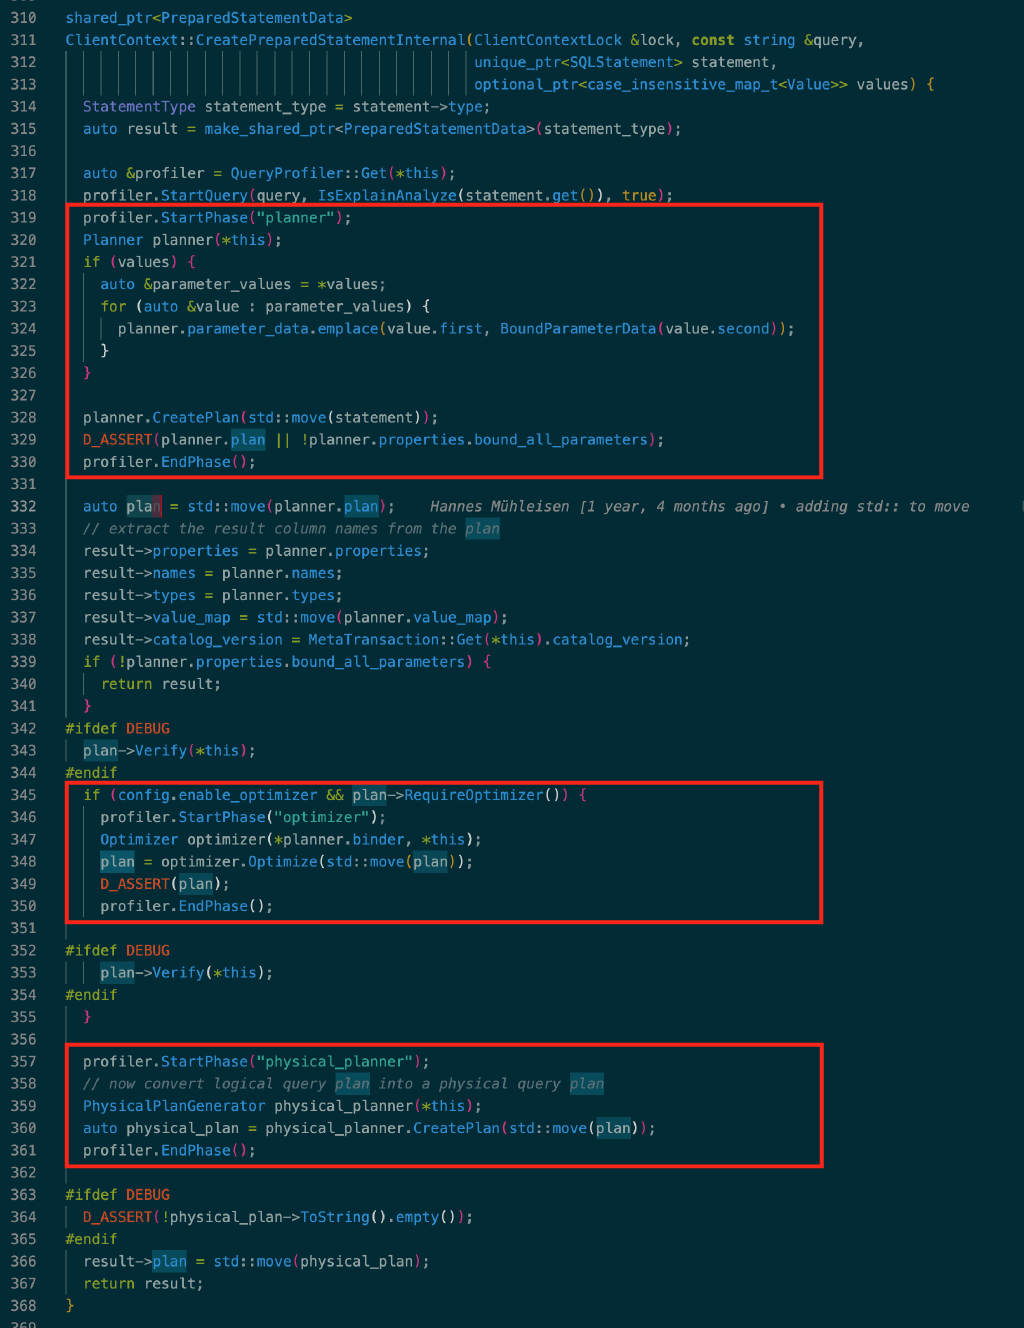 310 shared_ptr<PreparedStatementData>
311 ClientContext::CreatePreparedStatementInternal(ClientContextLock &lock, const string &query,
312 unique_ptr<SQLStatement> statement,
313 optional_ptr<case_insensitive_map_t<Value>> values) {
314 StatementType statement_type = statement->type;
315 auto result = make_shared_ptr<PreparedStatementData>(statement_type);
316
317 auto &profiler = QueryProfiler::Get(*this);
318 profiler.StartQuery(query, IsExplainAnalyze(statement.get()), true);
319 profiler.StartPhase("planner");
320 Planner planner(*this);
321 if (values) {
322 auto &parameter_values = *values;
323 for (auto &value : parameter_values) {
324 planner.parameter_data.emplace(value.first, BoundParameterData(value.second));
325 }
326 }
327
328 planner.CreatePlan(std::move(statement));
329 D_ASSERT(planner.plan || !planner.properties.bound_all_parameters);
330 profiler.EndPhase();
331
332 auto plan = std::move(planner.plan); Hannes Mühleisen [1 year, 4 months ago] • adding std:: to move
333 // extract the result column names from the plan
334 result->properties = planner.properties;
335 result->names = planner.names;
336 result->types = planner.types;
337 result->value_map = std::move(planner.value_map);
338 result->catalog_version = MetaTransaction::Get(*this).catalog_version;
339 if (!planner.properties.bound_all_parameters) {
340 return result;
341 }
342 #ifdef DEBUG
343 plan->Verify(*this);
344 #endif
345 if (config.enable_optimizer && plan->RequireOptimizer()) {
346 profiler.StartPhase("optimizer");
347 Optimizer optimizer(*planner.binder, *this);
348 plan = optimizer.Optimize(std::move(plan));
349 D_ASSERT(plan);
350 profiler.EndPhase();
351
352 #ifdef DEBUG
353 plan->Verify(*this);
354 #endif
355 }
356
357 profiler.StartPhase("physical_planner");
358 // now convert logical query plan into a physical query plan
359 PhysicalPlanGenerator physical_planner(*this);
360 auto physical_plan = physical_planner.CreatePlan(std::move(plan));
361 profiler.EndPhase();
362
363 #ifdef DEBUG
364 D_ASSERT(!physical_plan->ToString().empty());
365 #endif
366 result->plan = std::move(physical_plan);
367 return result;
368 }
369